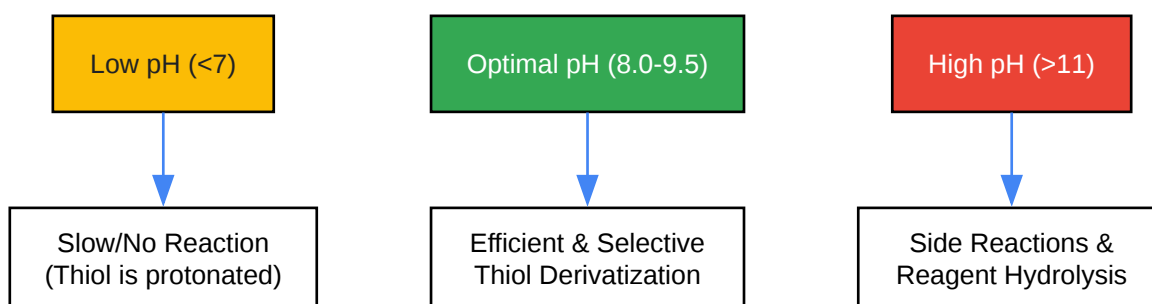 Low pH (<7)
Optimal pH (8.0-9.5)
High pH (>11)
Slow/No Reaction
(Thiol is protonated)
Efficient & Selective
Thiol Derivatization
Side Reactions &
Reagent Hydrolysis